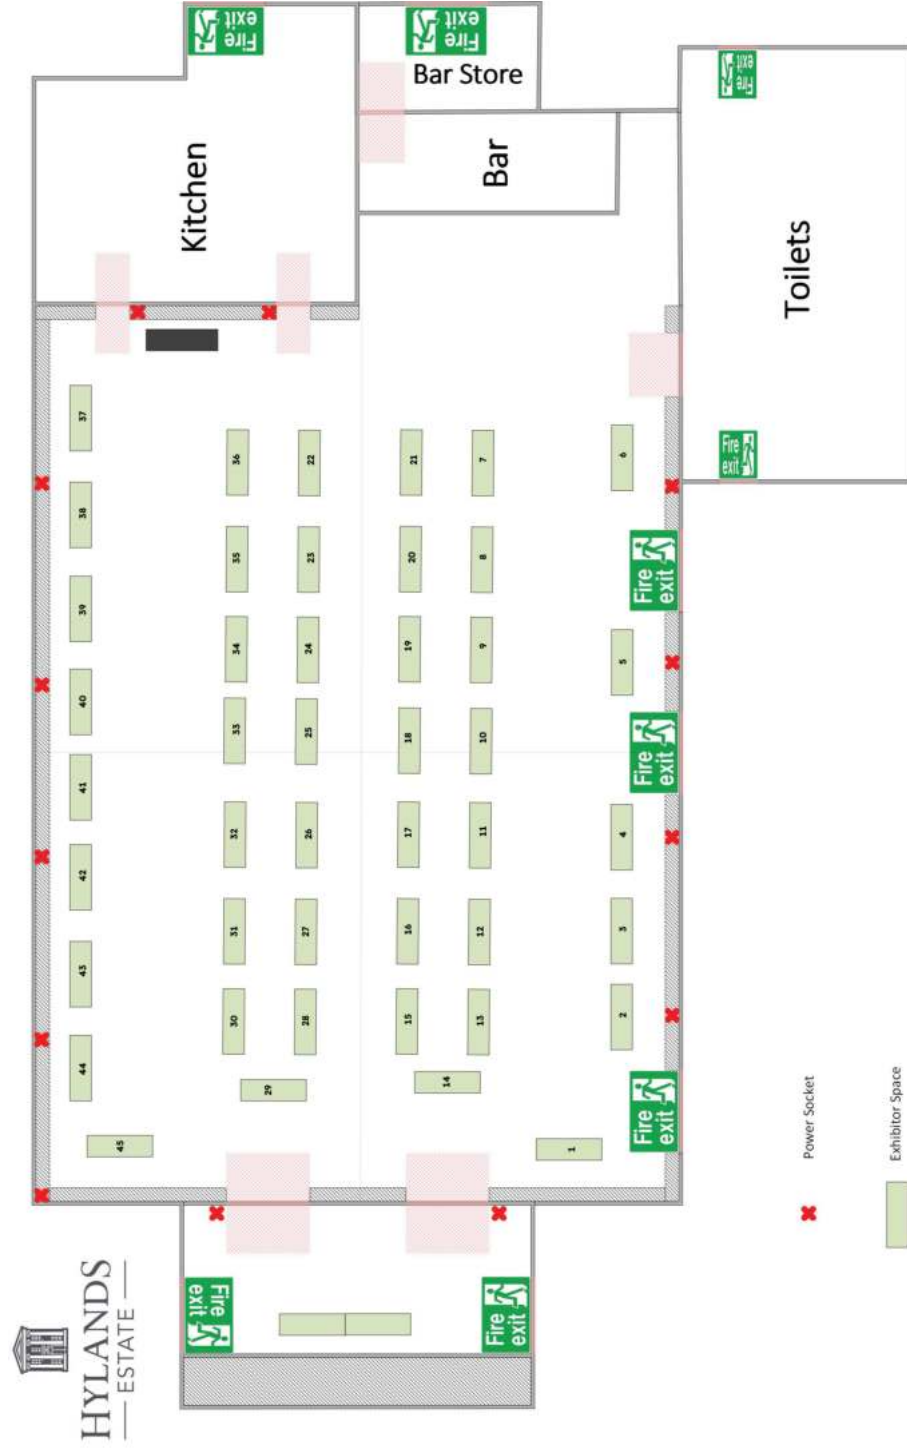 HYLANDS
ESTATE
Fire
exit
Fire
exit
Bar Store
Kitchen
Bar
Toilets
Fire
exit
Fire
exit
Fire
exit
Fire
exit
Fire
exit
Fire
exit
Fire
exit
37
38
39
40
41
42
43
44
45
36
35
34
33
32
31
30
29
22
23
24
25
26
27
28
21
20
19
18
17
16
15
14
7
8
9
10
11
12
13
6
5
4
3
2
1
Power Socket
Exhibitor Space